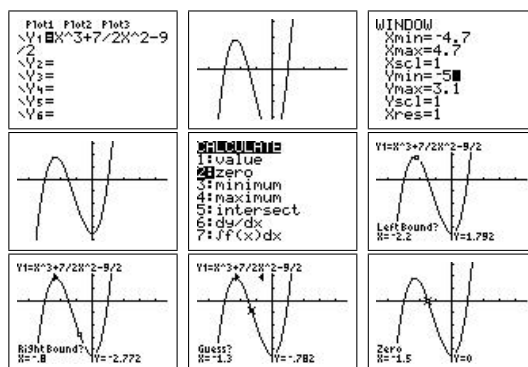 Plot1 Plot2 Plot3
\Y1=X^3+7/2X^2-9
/2
\Y2=
\Y3=
\Y4=
\Y5=
\Y6=
WINDOW
Xmin=-4.7
Xmax=4.7
Xscl=1
Ymin=-5
Ymax=3.1
Yscl=1
Xres=1
CALCULATE
1:value
2:zero
3:minimum
4:maximum
5:intersect
6:dy/dx
7:∫f(x)dx
Y1=X^3+7/2X^2-9/2
LeftBound?
X=-2.2 Y=1.792
Y1=X^3+7/2X^2-9/2
RightBound?
X=-.8 Y=-2.772
Y1=X^3+7/2X^2-9/2
Guess?
X=-1.3 Y=-.782
Zero
X=-1.5 Y=0